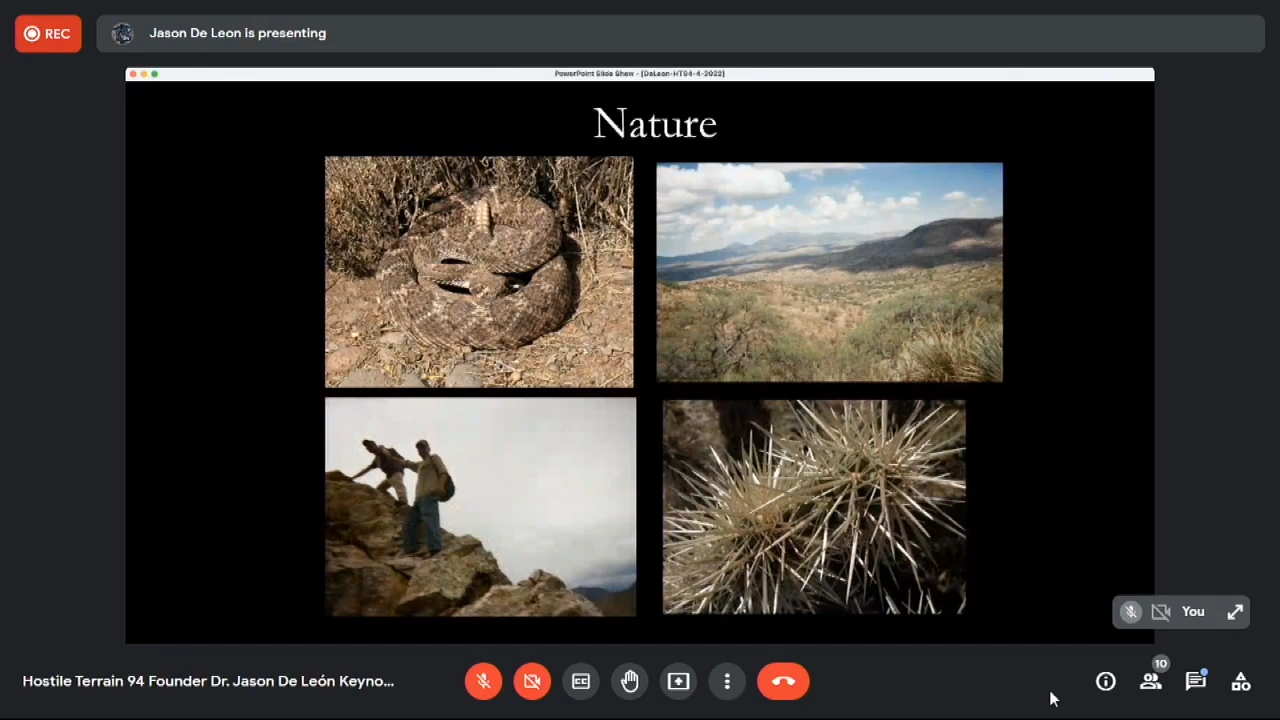 REC
Jason De Leon is presenting
PowerPoint Slide Show - [DeLeon-HT94-4-2022]
Nature
You
Hostile Terrain 94 Founder Dr. Jason De León Keyno...
10